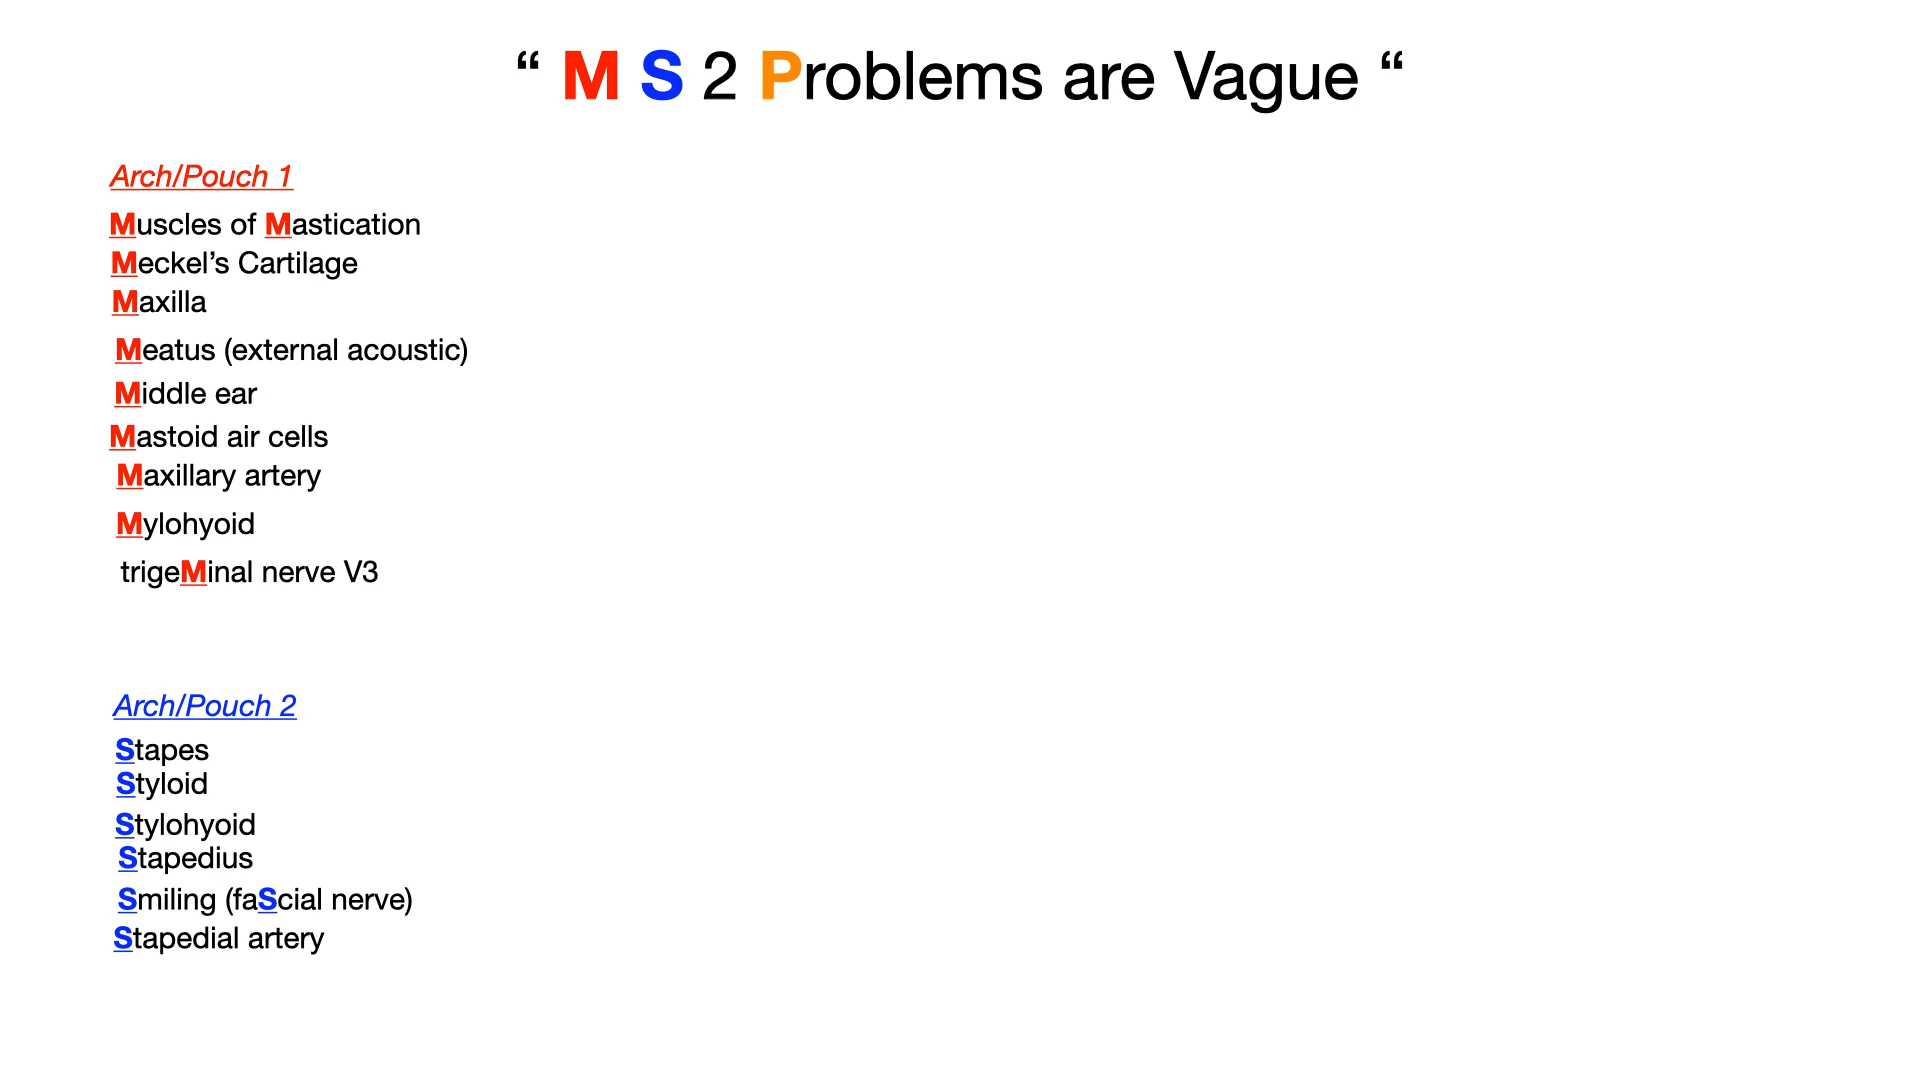 “ M S 2 Problems are Vague “
Arch/Pouch 1
Muscles of Mastication
Meckel’s Cartilage
Maxilla
Meatus (external acoustic)
Middle ear
Mastoid air cells
Maxillary artery
Mylohyoid
trigeMinal nerve V3
Arch/Pouch 2
Stapes
Styloid
Stylohyoid
Stapedius
Smiling (faScial nerve)
Stapedial artery